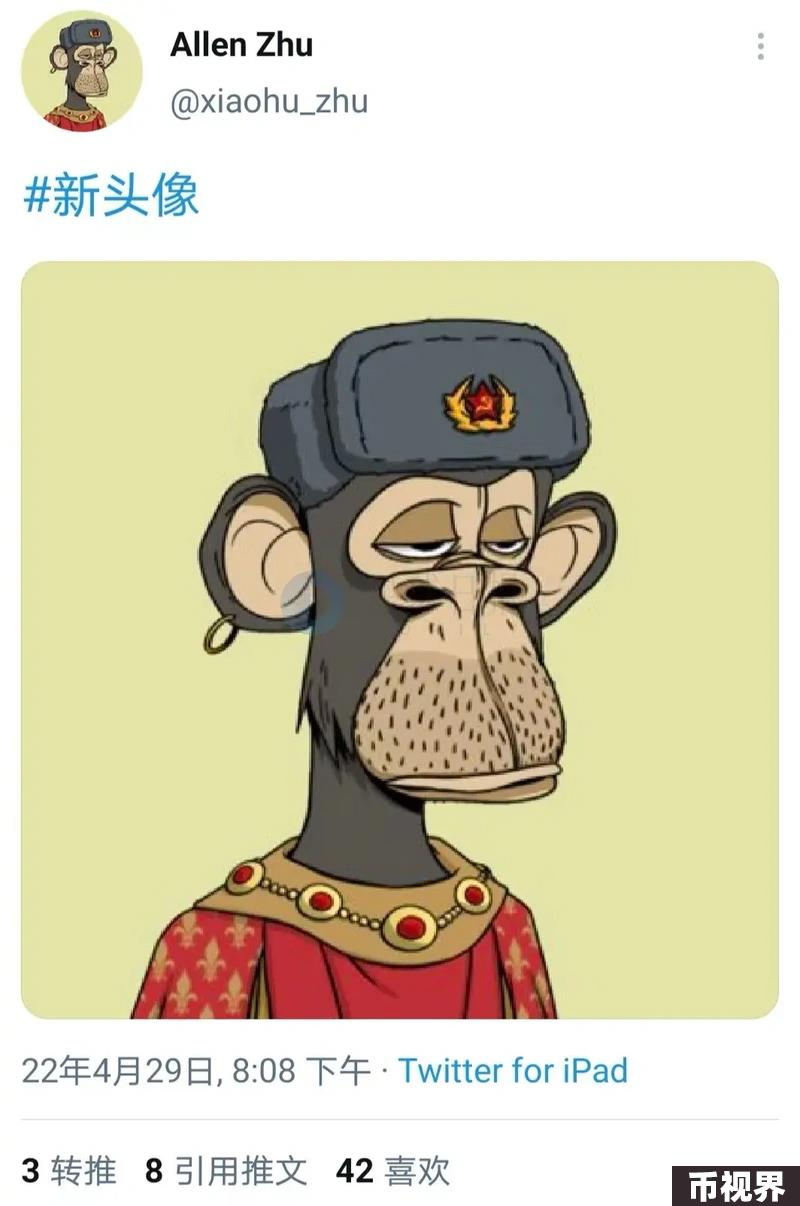 Allen Zhu
@xiaohu_zhu
#新头像
22年4月29日, 8:08 下午 · Twitter for iPad
3 转推 8 引用推文 42 喜欢
币视界